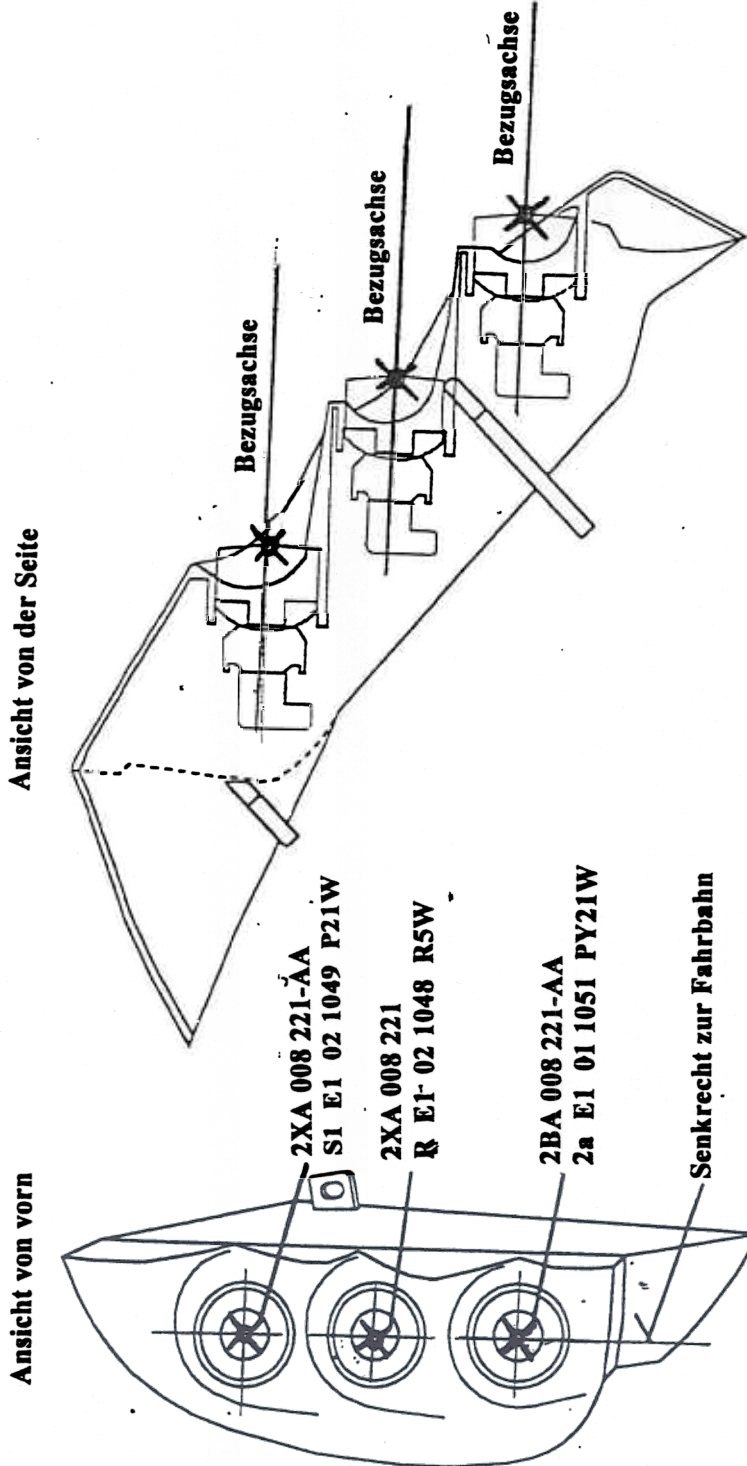 Ansicht von der Seite
Bezugsachse
Bezugsachse
Bezugsachse
Ansicht von vorn
2XA 008 221-AA
S1 E1 02 1049 P21W
2XA 008 221
R E1 02 1048 R5W
2BA 008 221-AA
2a E1 01 1051 PY21W
Senkrecht zur Fahrbahn